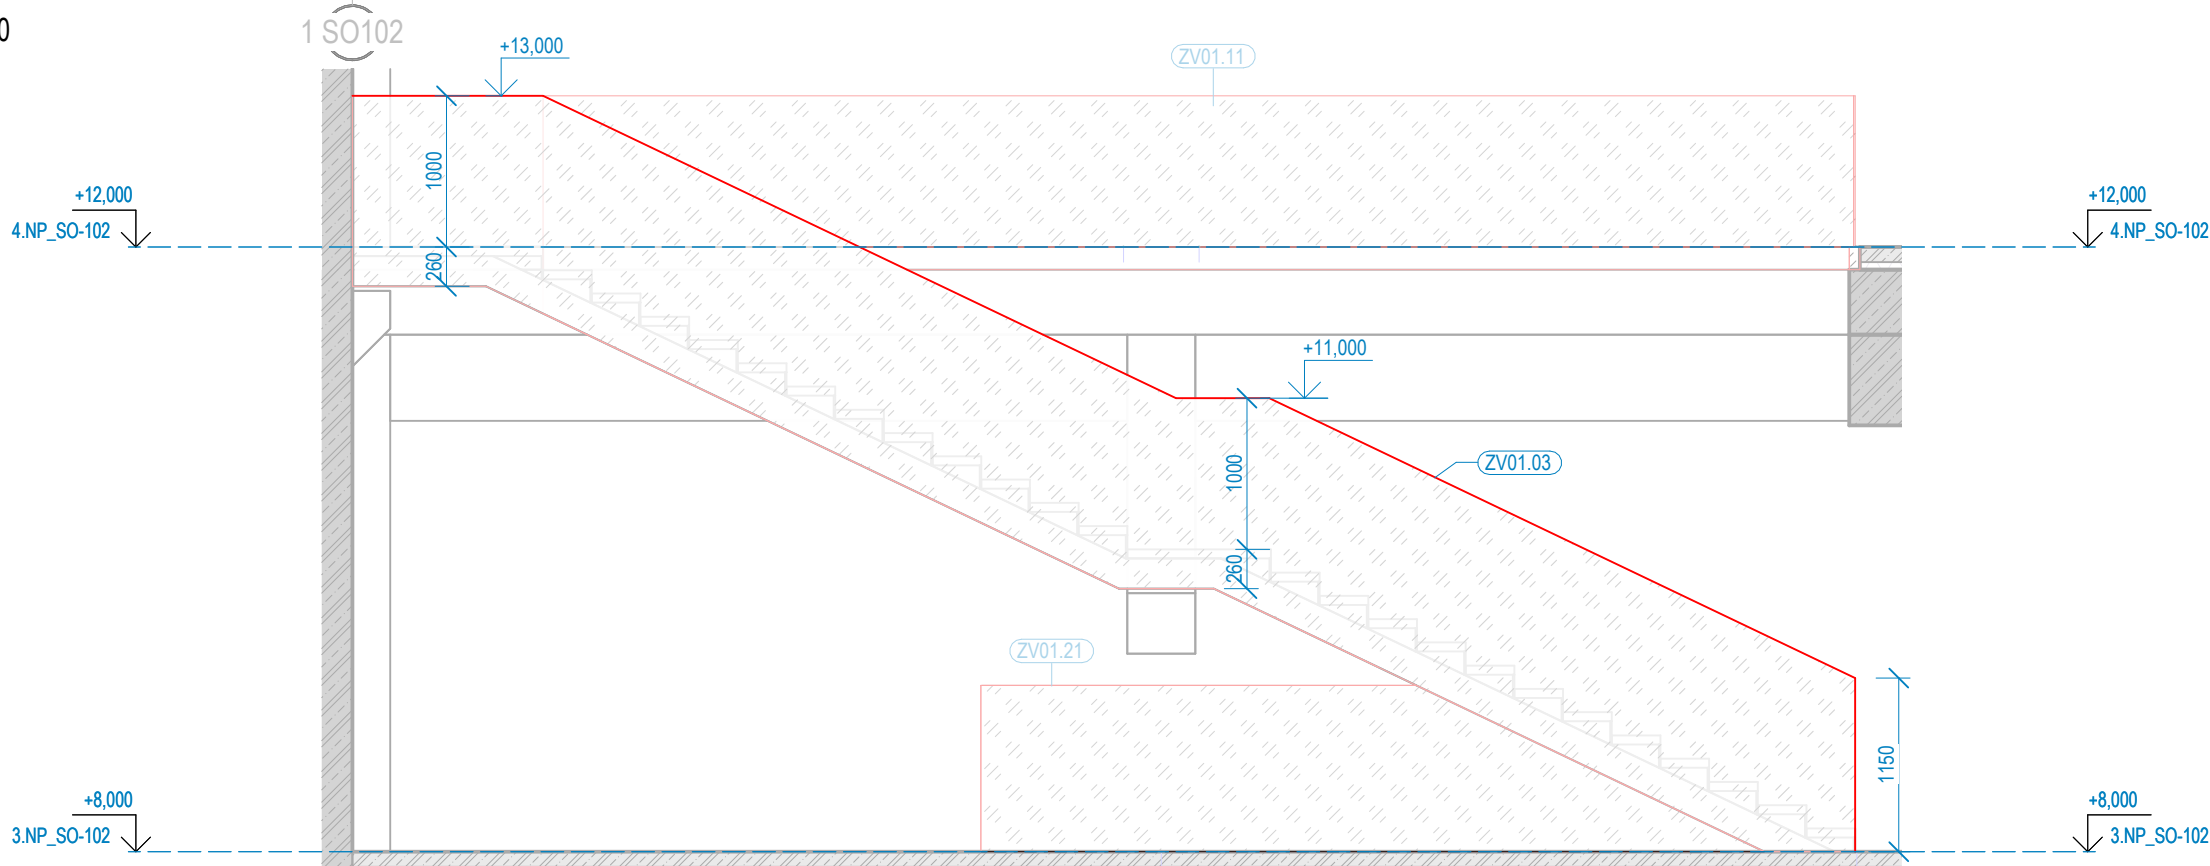 0
1 SO102
+13,000
ZV01.11
1000
+12,000
4.NP_SO-102
+12,000
4.NP_SO-102
260
+11,000
1000
ZV01.03
260
ZV01.21
1150
+8,000
3.NP_SO-102
+8,000
3.NP_SO-102